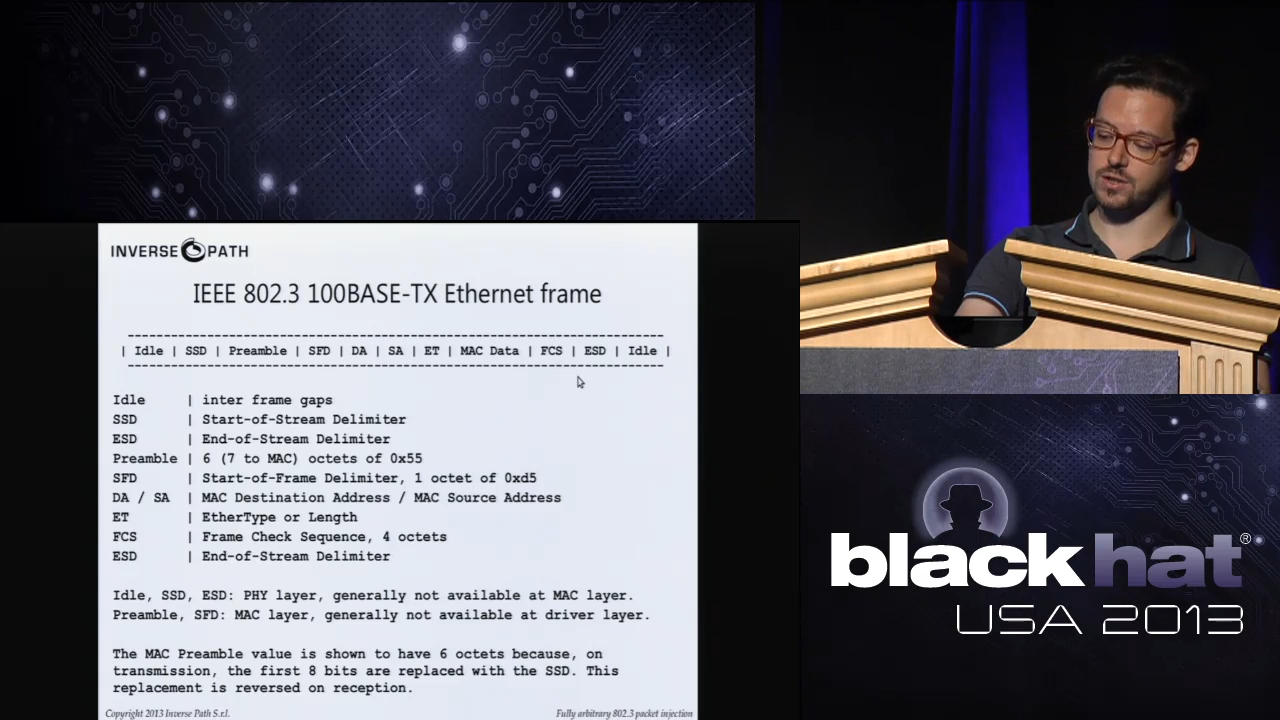 INVERSE PATH
IEEE 802.3 100BASE-TX Ethernet frame
--------------------------------------------------------------------------
| Idle | SSD | Preamble | SFD | DA | SA | ET | MAC Data | FCS | ESD | Idle |
--------------------------------------------------------------------------
Idle | inter frame gaps
SSD | Start-of-Stream Delimiter
ESD | End-of-Stream Delimiter
Preamble | 6 (7 to MAC) octets of 0x55
SFD | Start-of-Frame Delimiter, 1 octet of 0xd5
DA / SA | MAC Destination Address / MAC Source Address
ET | EtherType or Length
FCS | Frame Check Sequence, 4 octets
ESD | End-of-Stream Delimiter
Idle, SSD, ESD: PHY layer, generally not available at MAC layer.
Preamble, SFD: MAC layer, generally not available at driver layer.
The MAC Preamble value is shown to have 6 octets because, on
transmission, the first 8 bits are replaced with the SSD. This
replacement is reversed on reception.
Copyright 2013 Inverse Path S.r.l.
Fully arbitrary 802.3 packet injection
black hat®
USA 2013